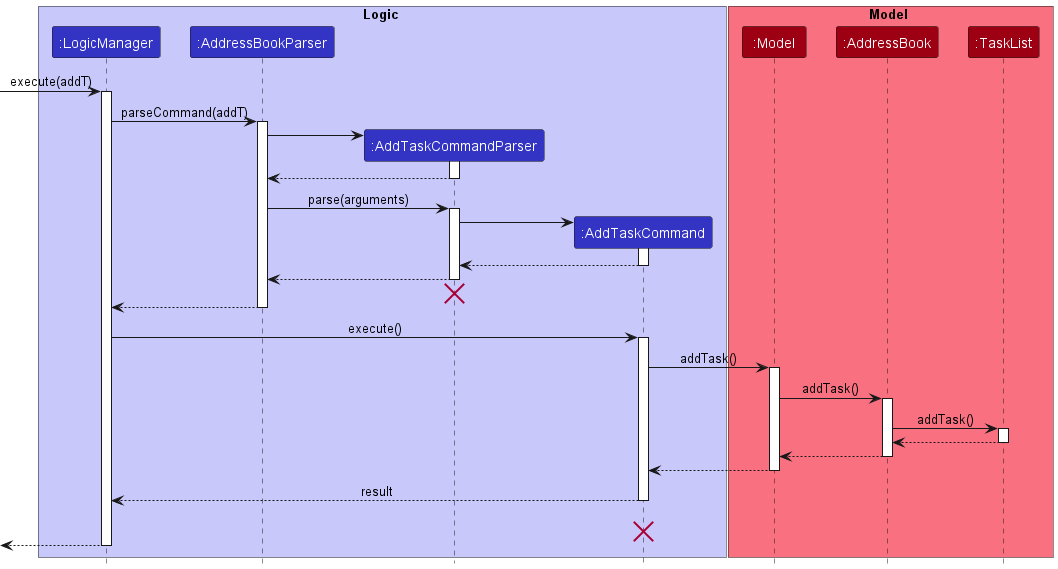 Logic
Model
:LogicManager
:AddressBookParser
:Model
:AddressBook
:TaskList
execute(addT)
parseCommand(addT)
:AddTaskCommandParser
parse(arguments)
:AddTaskCommand
execute()
addTask()
addTask()
addTask()
result